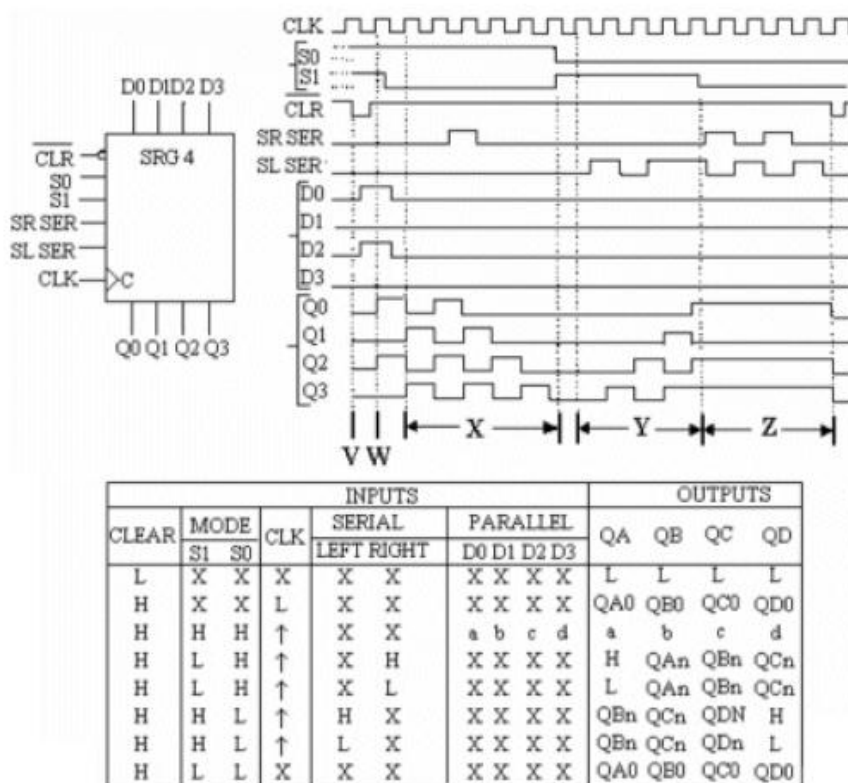 CLK
S0
S1
CLR
SR SER
SL SER
D0
D1
D2
D3
Q0
Q1
Q2
Q3
V W X Y Z
D0 D1 D2 D3
SRG 4
CLR
S0
S1
SR SER
SL SER
CLK C
Q0 Q1 Q2 Q3
INPUTS OUTPUTS
CLEAR MODE CLK SERIAL PARALLEL QA QB QC QD
S1 S0 LEFT RIGHT D0 D1 D2 D3
L X X X X X X X X X L L L L
H X X L X X X X X X QA0 QB0 QC0 QD0
H H H ↑ X X a b c d a b c d
H L H ↑ X H X X X X H QAn QBn QCn
H L H ↑ X L X X X X L QAn QBn QCn
H H L ↑ H X X X X X QBn QCn QDN H
H H L ↑ L X X X X X QBn QCn QDn L
H L L X X X X X X X QA0 QB0 QC0 QD0